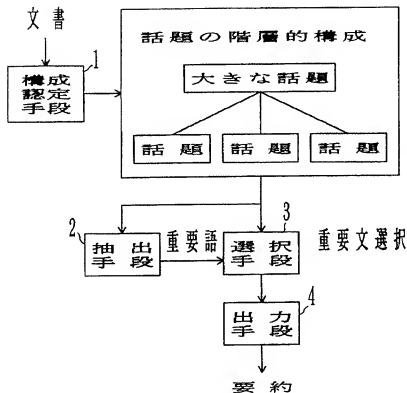 文書
1
構成
認定
手段
話題の階層的構成
大きな話題
話題
話題
話題
2
抽出
手段
重要語
3
選択
手段
重要文選択
4
出力
手段
要約